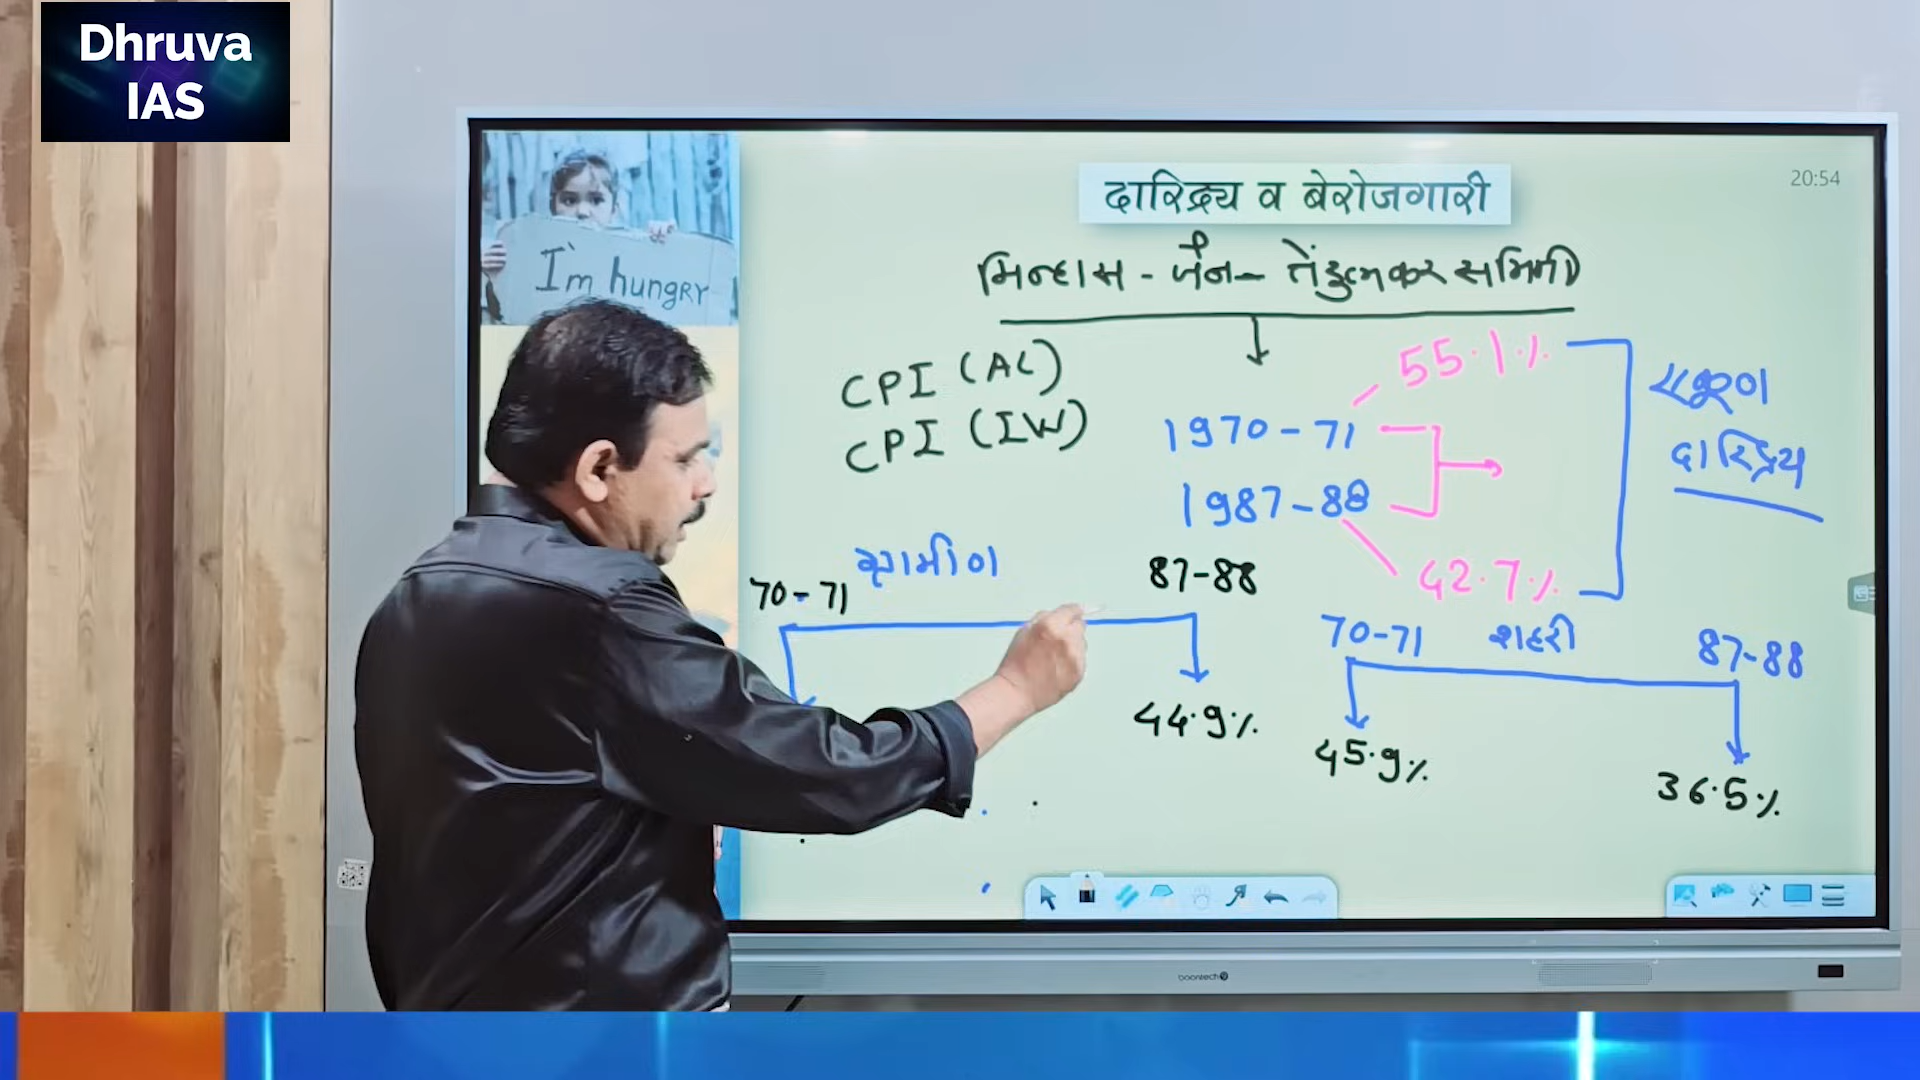 Dhruva
IAS
20:54
दारिद्र्य व बेरोजगारी
I'm hungry
मिन्हास - जैन - तेंडुलकर समिती
CPI (AL)
CPI (IW)
55.1%
1970-71
1987-88
42.7%
संपूर्ण
दारिद्र्य
ग्रामीण
70-71
87-88
44.9%
70-71 शहरी 87-88
45.9%
36.5%
boontech